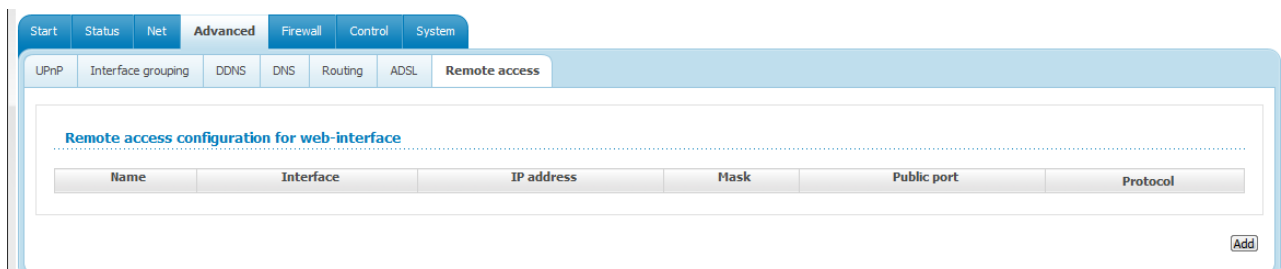 Start Status Net Advanced Firewall Control System
UPnP Interface grouping DDNS DNS Routing ADSL Remote access
Remote access configuration for web-interface
Name Interface IP address Mask Public port Protocol
Add